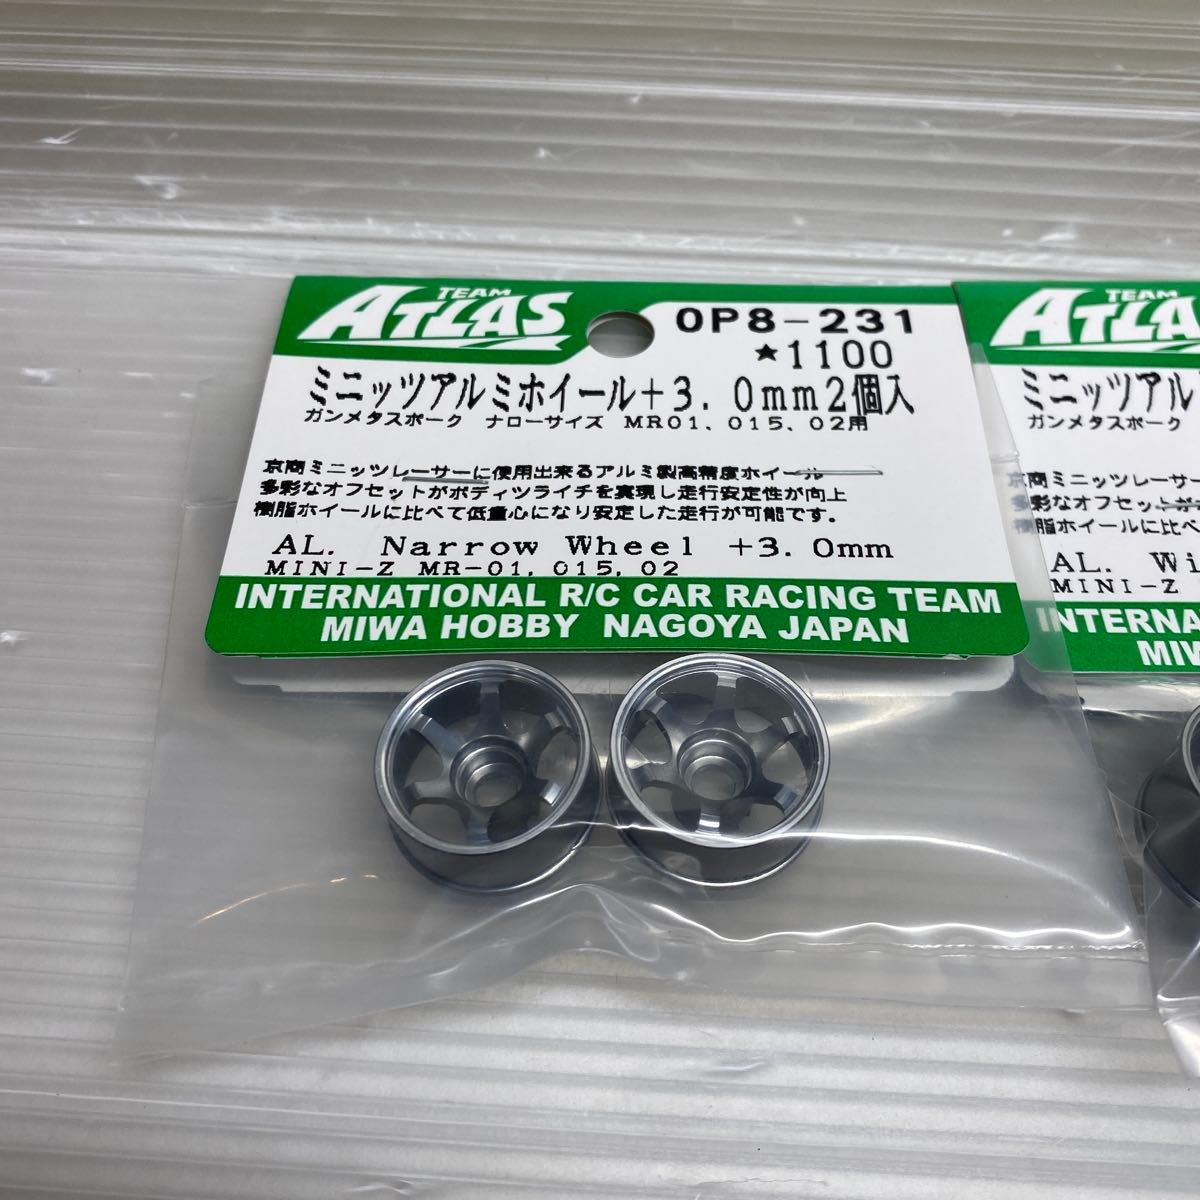 TEAM
ATLAS
OP8-231
★1100
ミニッツアルミホイール+3.0mm2個入
ガンメタスポーク ナローサイズ MR01、015、02用
京商ミニッツレーサーに使用出来るアルミ製高精度ホイール
多彩なオフセットがボディツライチを実現し走行安定性が向上
樹脂ホイールに比べて低重心になり安定した走行が可能です。
AL. Narrow Wheel +3.0mm
MINI-Z MR-01, 015, 02
INTERNATIONAL R/C CAR RACING TEAM
MIWA HOBBY NAGOYA JAPAN
TEAM
ATLA
ミニッツアル
ガンメタスポーク
京商ミニッツレーサー
多彩なオフセットが
樹脂ホイールに比べ
AL. Wi
MINI-Z
INTERNA
MIW